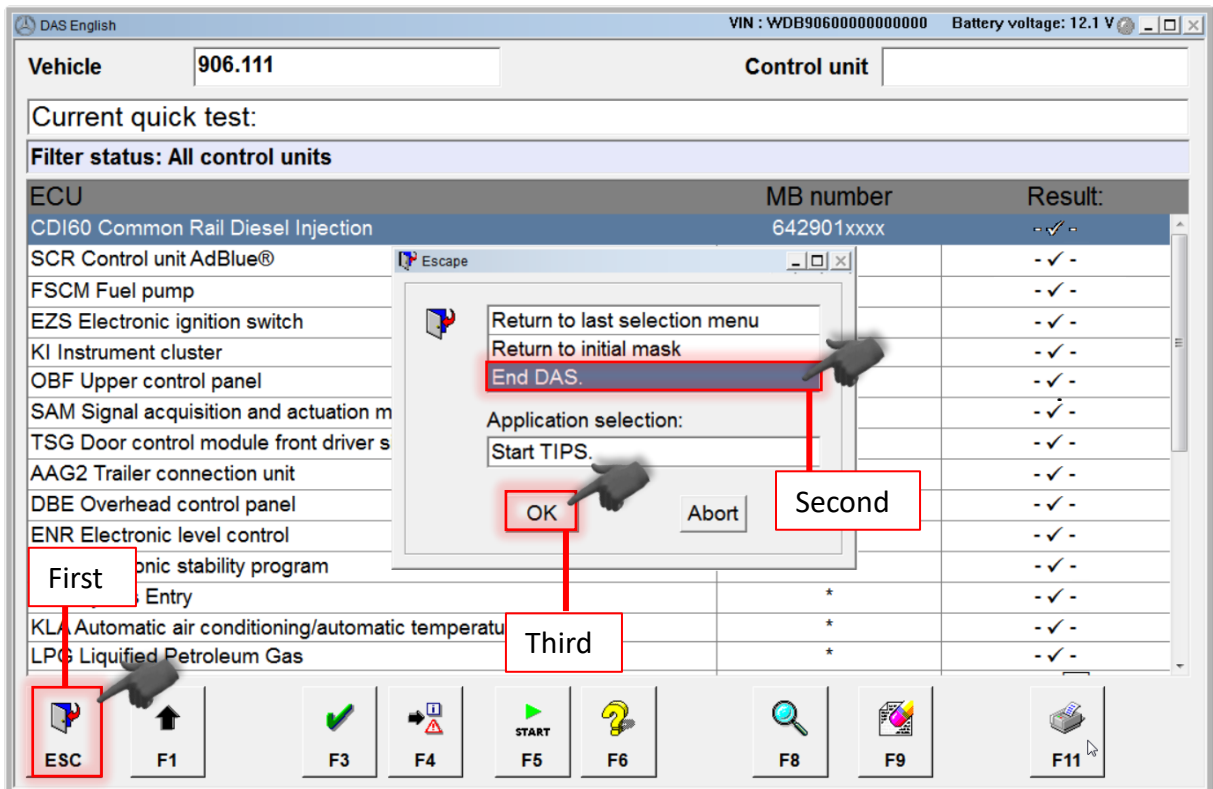 DAS English VIN : WDB90600000000000 Battery voltage: 12.1 V
Vehicle 906.111 Control unit
Current quick test:
Filter status: All control units
ECU MB number Result:
CDI60 Common Rail Diesel Injection 642901xxxx - ✓ -
SCR Control unit AdBlue® - ✓ -
FSCM Fuel pump - ✓ -
EZS Electronic ignition switch - ✓ -
KI Instrument cluster - ✓ -
OBF Upper control panel - ✓ -
SAM Signal acquisition and actuation m - ✓ -
TSG Door control module front driver s - ✓ -
AAG2 Trailer connection unit - ✓ -
DBE Overhead control panel - ✓ -
ENR Electronic level control - ✓ -
onic stability program - ✓ -
Entry * - ✓ -
KLA Automatic air conditioning/automatic temperatu * - ✓ -
LPG Liquified Petroleum Gas * - ✓ -
Escape
Return to last selection menu
Return to initial mask
End DAS.
Application selection:
Start TIPS.
OK Abort
First
Second
Third
START
ESC F1 F3 F4 F5 F6 F8 F9 F11